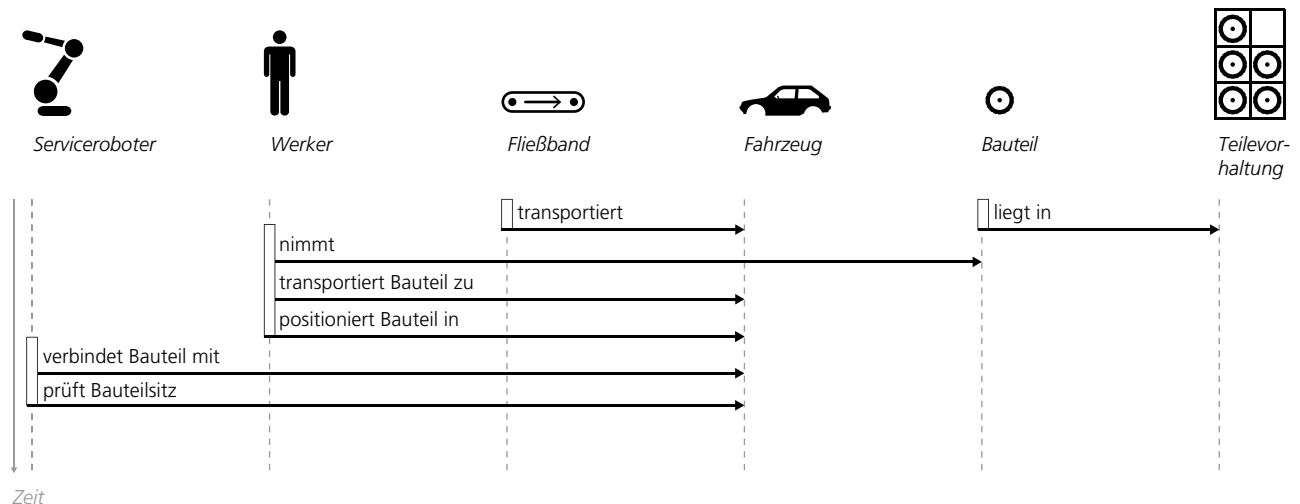 Serviceroboter
Werker
Fließband
Fahrzeug
Bauteil
Teilevor-
haltung
transportiert
liegt in
nimmt
transportiert Bauteil zu
positioniert Bauteil in
verbindet Bauteil mit
prüft Bauteilsitz
Zeit